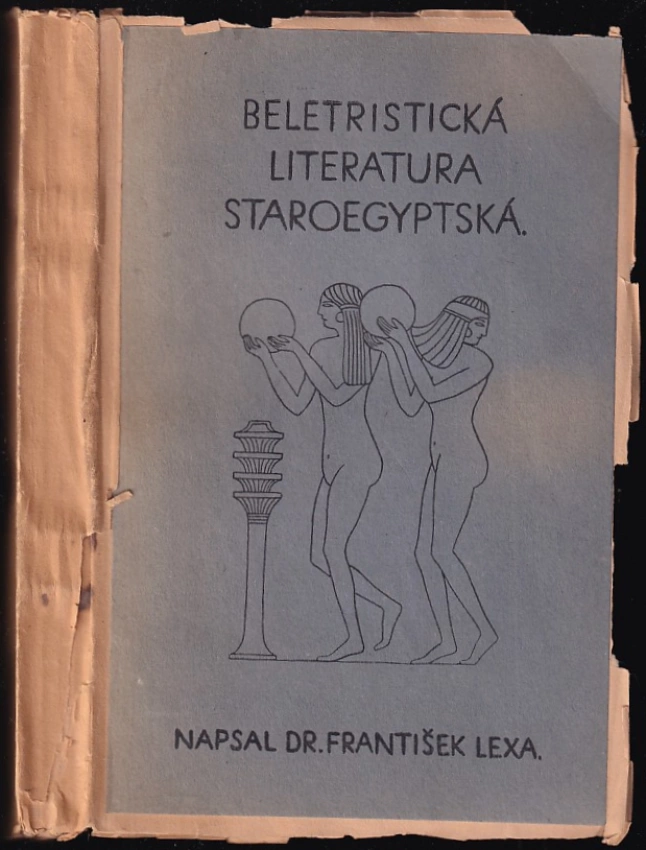 BELETRISTICKÁ
LITERATURA
STAROEGYPTSKÁ.
NAPSAL DR. FRANTIŠEK LEXA.